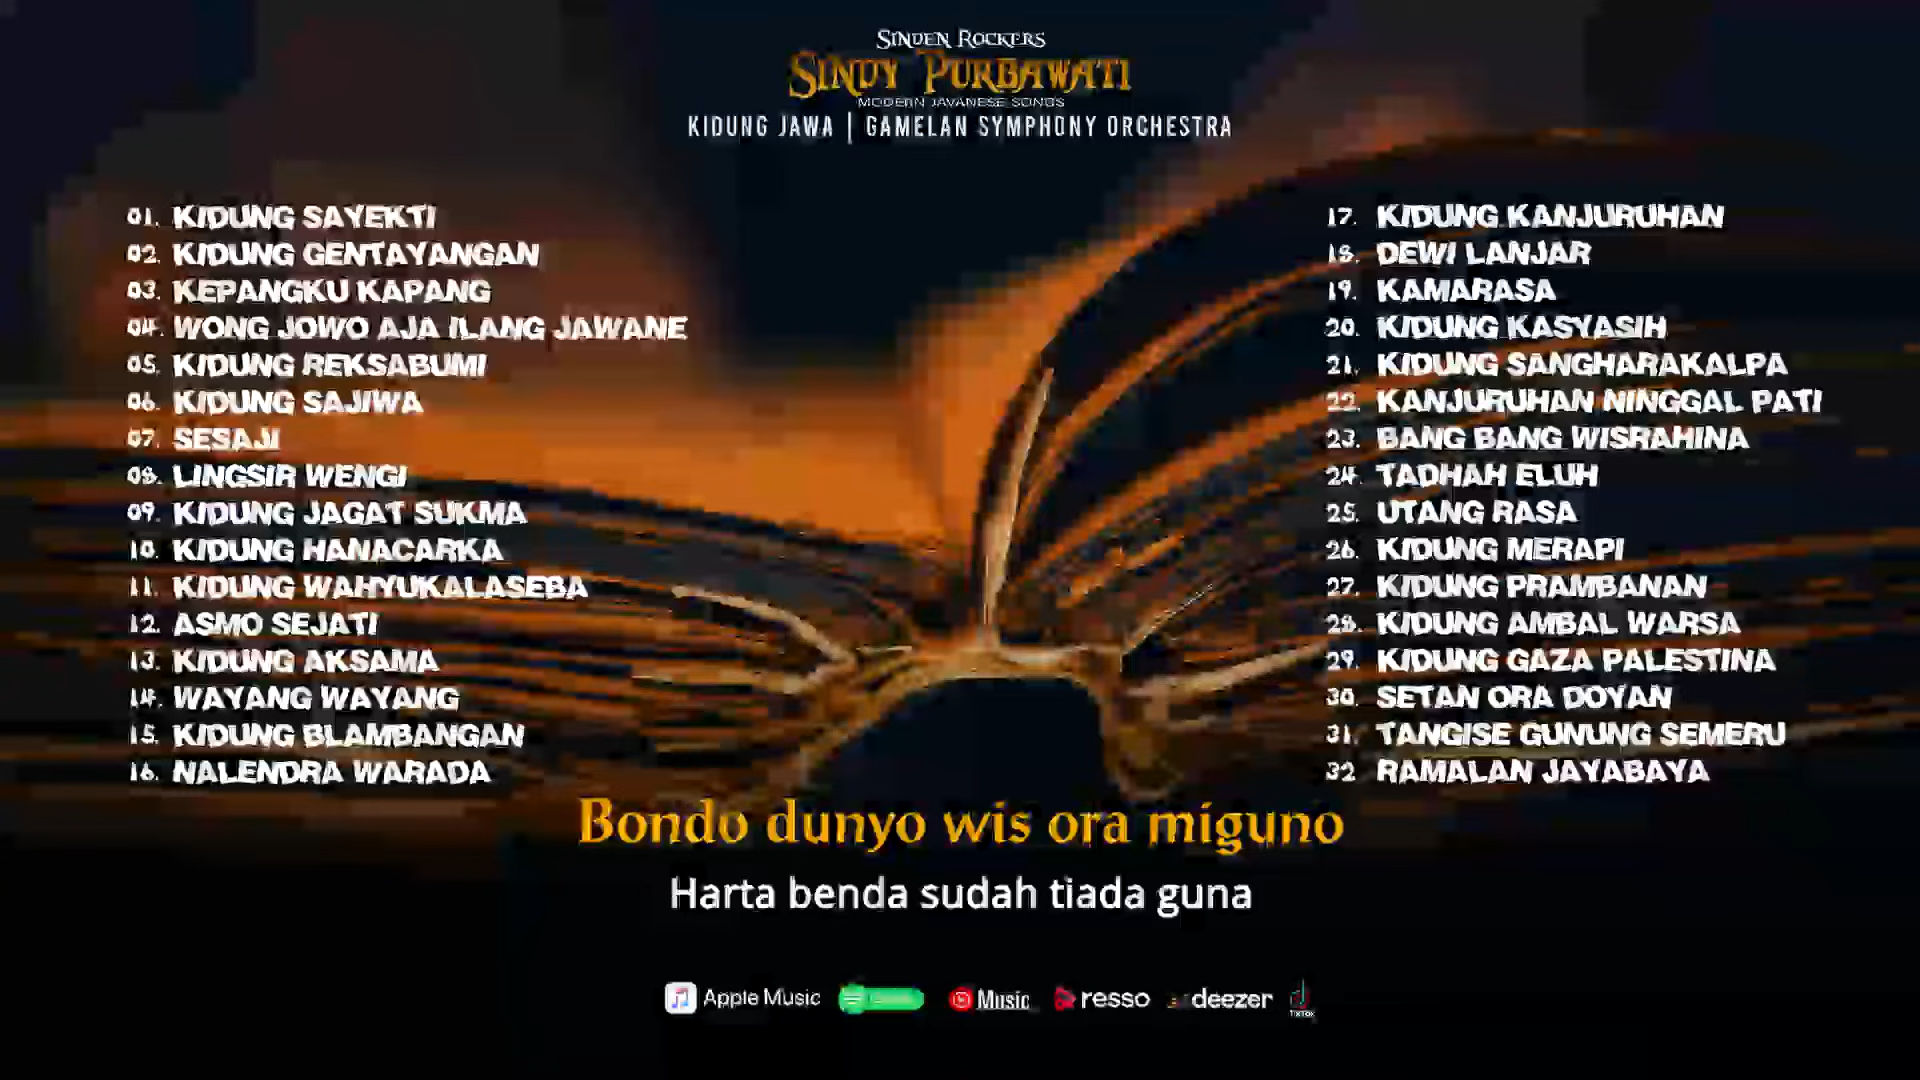 SINDEN ROCKERS
SINDY PURBAWATI
MODERN JAVANESE SONGS
KIDUNG JAWA | GAMELAN SYMPHONY ORCHESTRA
01. KIDUNG SAYEKTI
02. KIDUNG GENTAYANGAN
03. KEPANGKU KAPANG
04. WONG JOWO AJA ILANG JAWANE
05. KIDUNG REKSABUMI
06. KIDUNG SAJIWA
07. SESAJI
08. LINGSIR WENGI
09. KIDUNG JAGAT SUKMA
10. KIDUNG HANACARKA
11. KIDUNG WAHYUKALASEBA
12. ASMO SEJATI
13. KIDUNG AKSAMA
14. WAYANG WAYANG
15. KIDUNG BLAMBANGAN
16. NALENDRA WARADA
17. KIDUNG KANJURUHAN
18. DEWI LANJAR
19. KAMARASA
20. KIDUNG KASYASIH
21. KIDUNG SANGHARAKALPA
22. KANJURUHAN NINGGAL PATI
23. BANG BANG WISRAHINA
24. TADHAH ELUH
25. UTANG RASA
26. KIDUNG MERAPI
27. KIDUNG PRAMBANAN
28. KIDUNG AMBAL WARSA
29. KIDUNG GAZA PALESTINA
30. SETAN ORA DOYAN
31. TANGISE GUNUNG SEMERU
32 RAMALAN JAYABAYA
Bondo dunyo wis ora miguno
Harta benda sudah tiada guna
Apple Music
Music
resso
deezer
TikTok